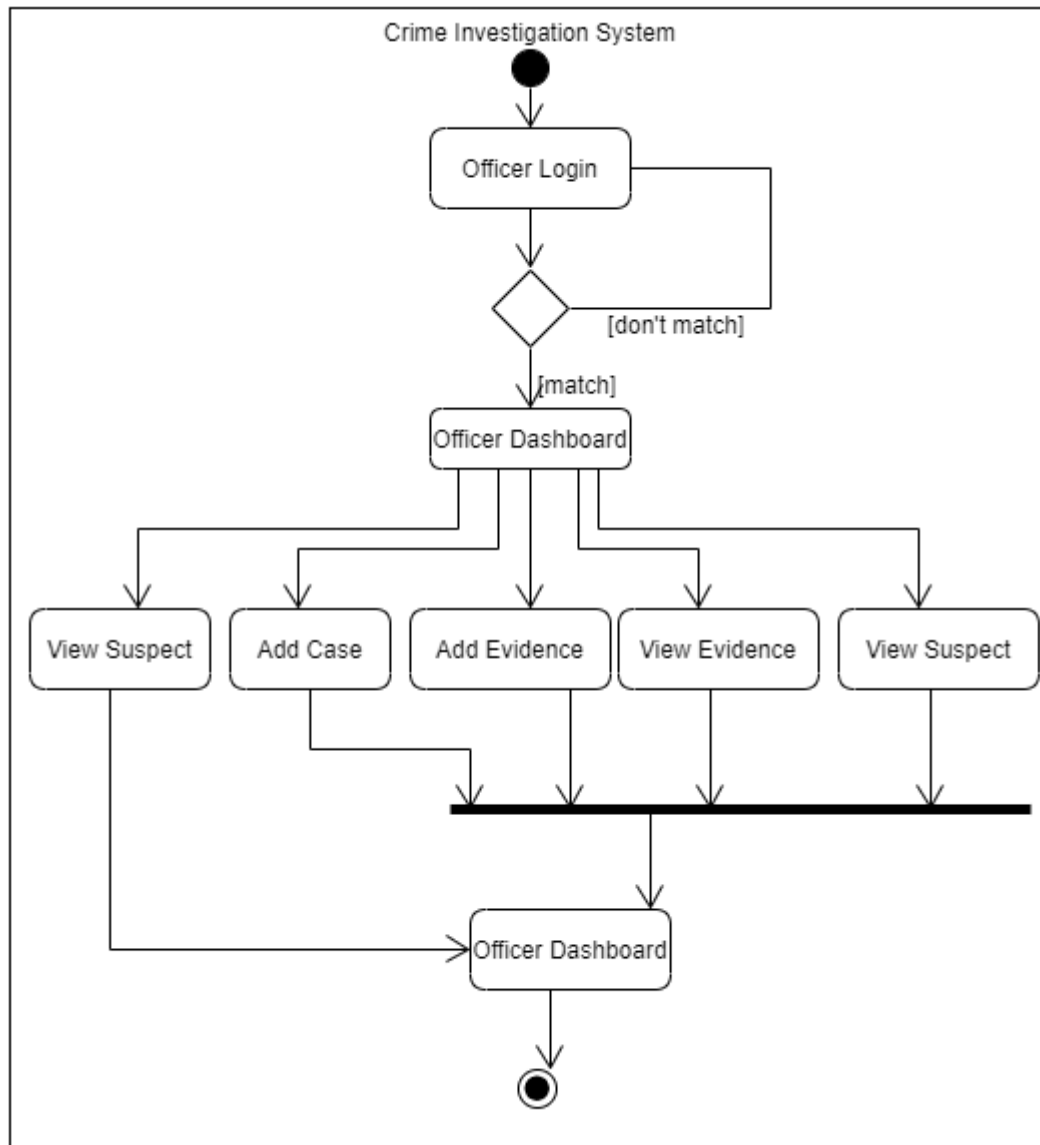 Crime Investigation System
Officer Login
[don't match]
[match]
Officer Dashboard
View Suspect
Add Case
Add Evidence
View Evidence
View Suspect
Officer Dashboard